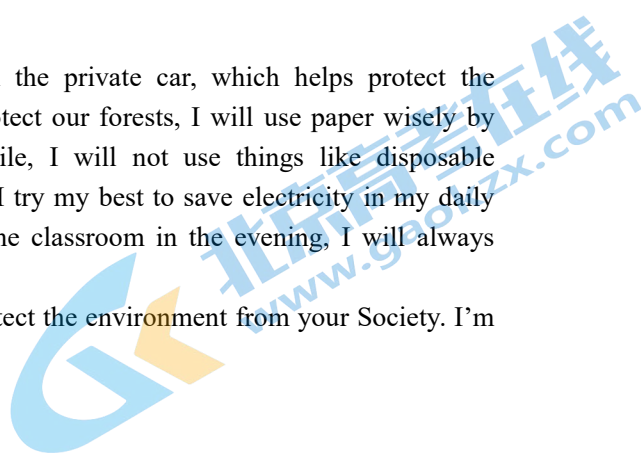 the private car, which helps protect the
tect our forests, I will use paper wisely by
ile, I will not use things like disposable
I try my best to save electricity in my daily
ne classroom in the evening, I will always
tect the environment from your Society. I’m
北京高考在线
www.gaokzx.com